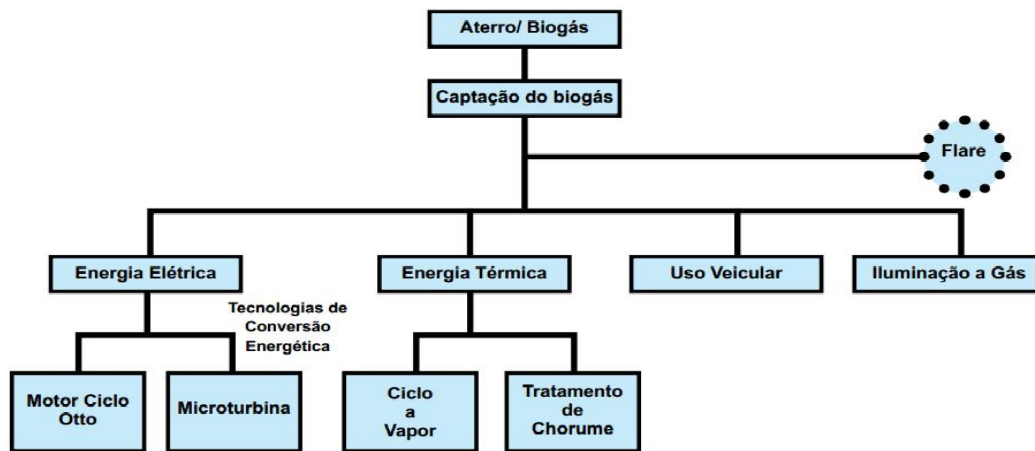 Aterro/ Biogás
Captação do biogás
Flare
Energia Elétrica
Energia Térmica
Uso Veicular
Iluminação a Gás
Tecnologias de
Conversão
Energética
Motor Ciclo
Otto
Microturbina
Ciclo
a
Vapor
Tratamento
de
Chorume